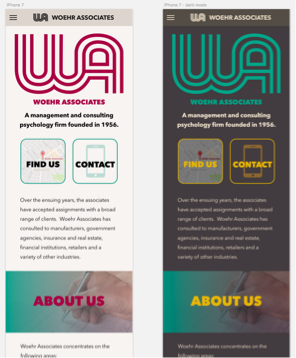 iPhone 7
WA WOEHR ASSOCIATES
WA
WOEHR ASSOCIATES
A management and consulting
psychology firm founded in 1956.
FIND US
CONTACT
Over the ensuing years, the associates
have accepted assignments with a broad
range of clients. Woehr Associates has
consulted to manufacturers, government
agencies, insurance and real estate,
financial institutions, retailers and a
variety of other industries.
ABOUT US
Woehr Associates concentrates on the
following areas:
iPhone 7 - dark mode
WA WOEHR ASSOCIATES
WA
WOEHR ASSOCIATES
A management and consulting
psychology firm founded in 1956.
FIND US
CONTACT
Over the ensuing years, the associates
have accepted assignments with a broad
range of clients. Woehr Associates has
consulted to manufacturers, government
agencies, insurance and real estate,
financial institutions, retailers and a
variety of other industries.
ABOUT US
Woehr Associates concentrates on the
following areas: